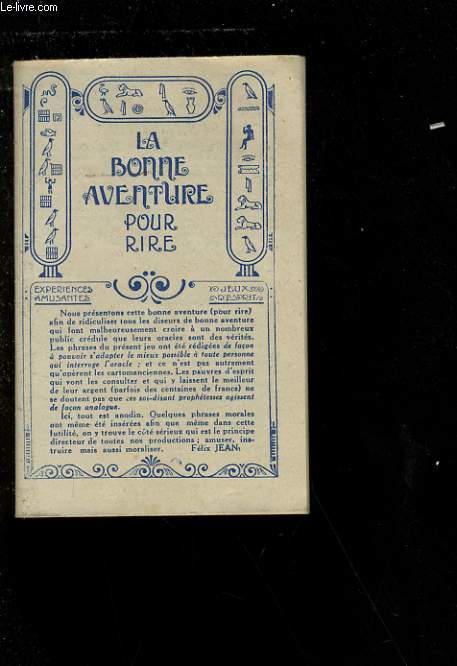 Le-livre.com
LA
BONNE
AVENTURE
POUR
RIRE
EXPERIENCES
AMUSANTES
JEUX
D'ESPRIT
Nous présentons cette bonne aventure (pour rire)
afin de ridiculiser tous les diseurs de bonne aventure
qui font malheureusement croire à un nombreux
public crédule que leurs oracles sont des vérités.
Les phrases du présent jeu ont été rédigées de façon
à pouvoir s'adapter le mieux possible à toute personne
qui interroge l'oracle ; et ce n'est pas autrement
qu'opèrent les cartomanciennes. Les pauvres d'esprit
qui vont les consulter et qui y laissent le meilleur
de leur argent (parfois des centaines de francs) ne
se doutent pas que ces soi-disant prophétesses agissent
de façon analogue.
Ici, tout est anodin. Quelques phrases morales
ont même été insérées afin que même dans cette
futilité, on y trouve le côté sérieux qui est le principe
directeur de toutes nos productions ; amuser, ins-
truire mais aussi moraliser. Félix JEAN